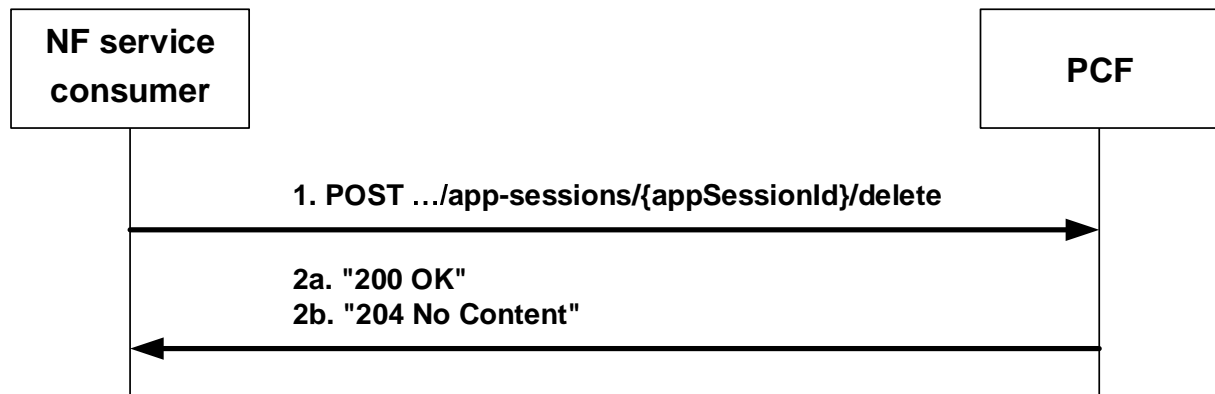 NF service
consumer
PCF
1. POST …/app-sessions/{appSessionId}/delete
2a. "200 OK"
2b. "204 No Content"